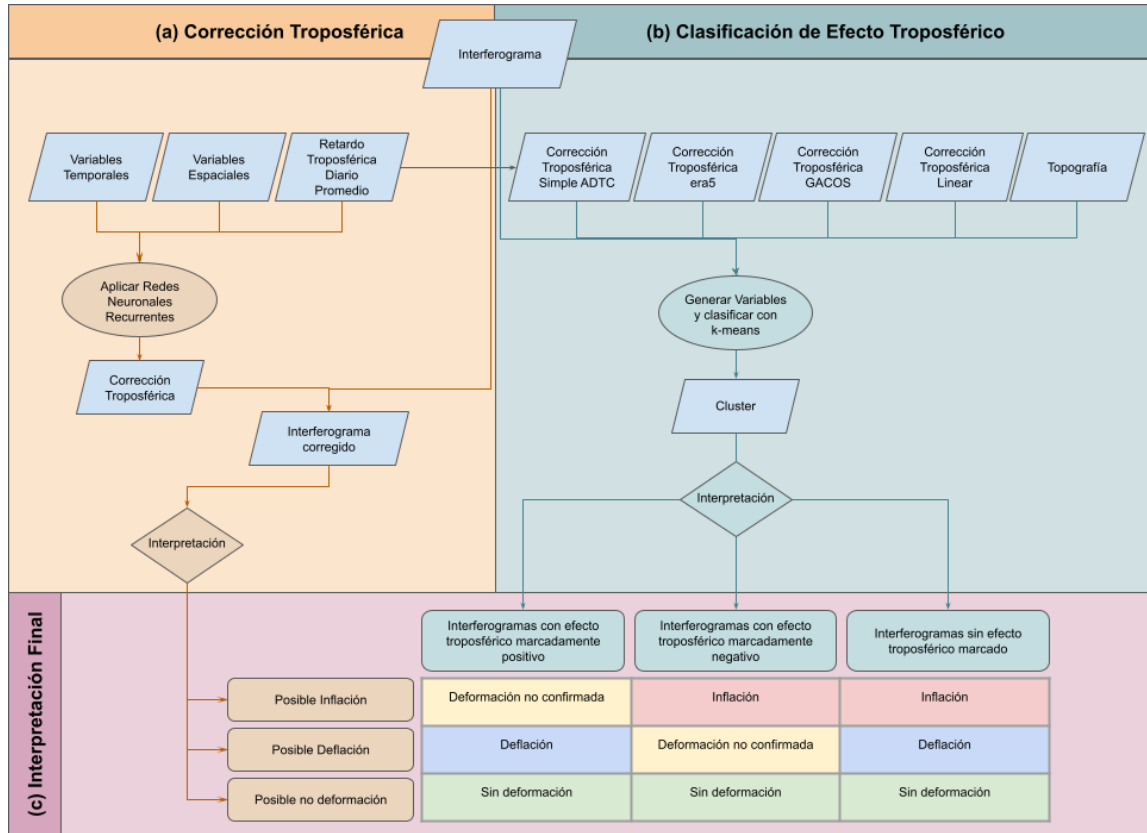 (a) Corrección Troposférica
(b) Clasificación de Efecto Troposférico
Interferograma
Variables
Temporales
Variables
Espaciales
Retardo
Troposférica
Diario
Promedio
Corrección
Troposférica
Simple ADTC
Corrección
Troposférica
era5
Corrección
Troposférica
GACOS
Corrección
Troposférica
Linear
Topografía
Aplicar Redes
Neuronales
Recurrentes
Generar Variables
y clasificar con
k-means
Corrección
Troposférica
Cluster
Interferograma
corregido
Interpretación
Interpretación
(c) Interpretación Final
Interferogramas con efecto
troposférico marcadamente
positivo
Interferogramas con efecto
troposférico marcadamente
negativo
Interferogramas sin efecto
troposférico marcado
Posible Inflación
Deformación no confirmada
Inflación
Inflación
Posible Deflación
Deflación
Deformación no confirmada
Deflación
Posible no deformación
Sin deformación
Sin deformación
Sin deformación